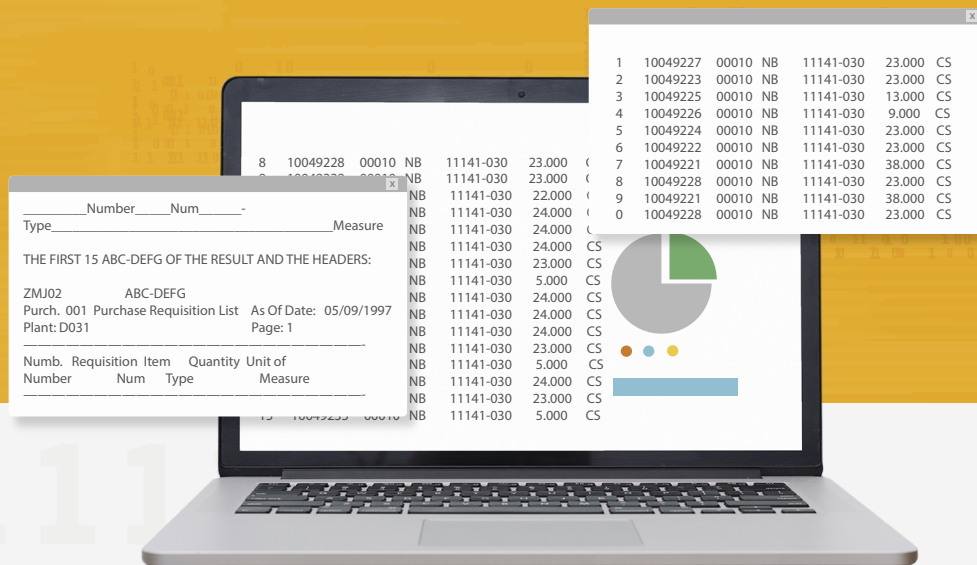 1 10049227 00010 NB 11141-030 23.000 CS
2 10049223 00010 NB 11141-030 23.000 CS
3 10049225 00010 NB 11141-030 13.000 CS
4 10049226 00010 NB 11141-030 9.000 CS
5 10049224 00010 NB 11141-030 23.000 CS
6 10049222 00010 NB 11141-030 23.000 CS
7 10049221 00010 NB 11141-030 38.000 CS
8 10049228 00010 NB 11141-030 23.000 CS
9 10049221 00010 NB 11141-030 38.000 CS
0 10049228 00010 NB 11141-030 23.000 CS
_________Number_____Num______-
Type________________________________________Measure
THE FIRST 15 ABC-DEFG OF THE RESULT AND THE HEADERS:
ZMJ02 ABC-DEFG
Purch. 001 Purchase Requisition List As Of Date: 05/09/1997
Plant: D031 Page: 1
Numb. Requisition Item Quantity Unit of
Number Num Type Measure
8 10049228 00010 NB 11141-030 23.000
NB 11141-030 23.000
NB 11141-030 22.000
NB 11141-030 24.000
NB 11141-030 24.000
NB 11141-030 24.000 CS
NB 11141-030 23.000 CS
NB 11141-030 5.000 CS
NB 11141-030 24.000 CS
NB 11141-030 24.000 CS
NB 11141-030 24.000 CS
NB 11141-030 23.000 CS
NB 11141-030 5.000 CS
NB 11141-030 24.000 CS
NB 11141-030 23.000 CS
NB 11141-030 5.000 CS
111